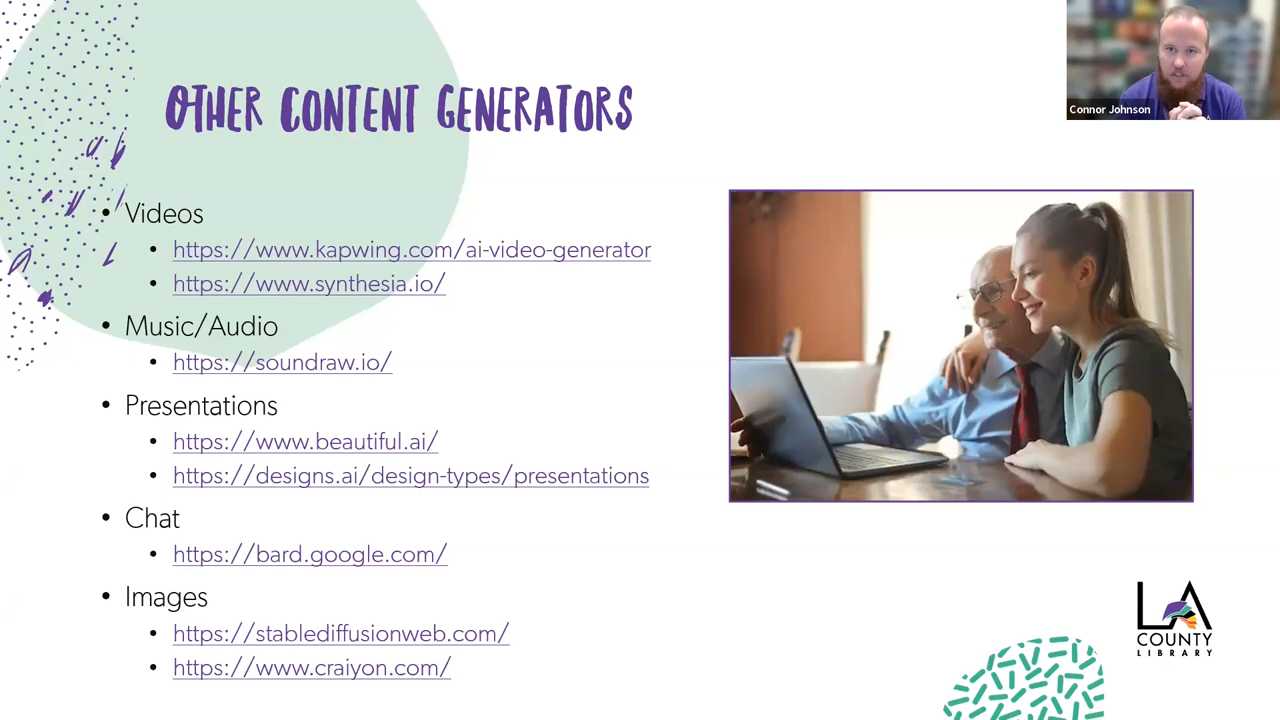 OTHER CONTENT GENERATORS
Connor Johnson
• Videos
• https://www.kapwing.com/ai-video-generator
• https://www.synthesia.io/
• Music/Audio
• https://soundraw.io/
• Presentations
• https://www.beautiful.ai/
• https://designs.ai/design-types/presentations
• Chat
• https://bard.google.com/
• Images
• https://stablediffusionweb.com/
• https://www.craiyon.com/
LA
COUNTY
LIBRARY